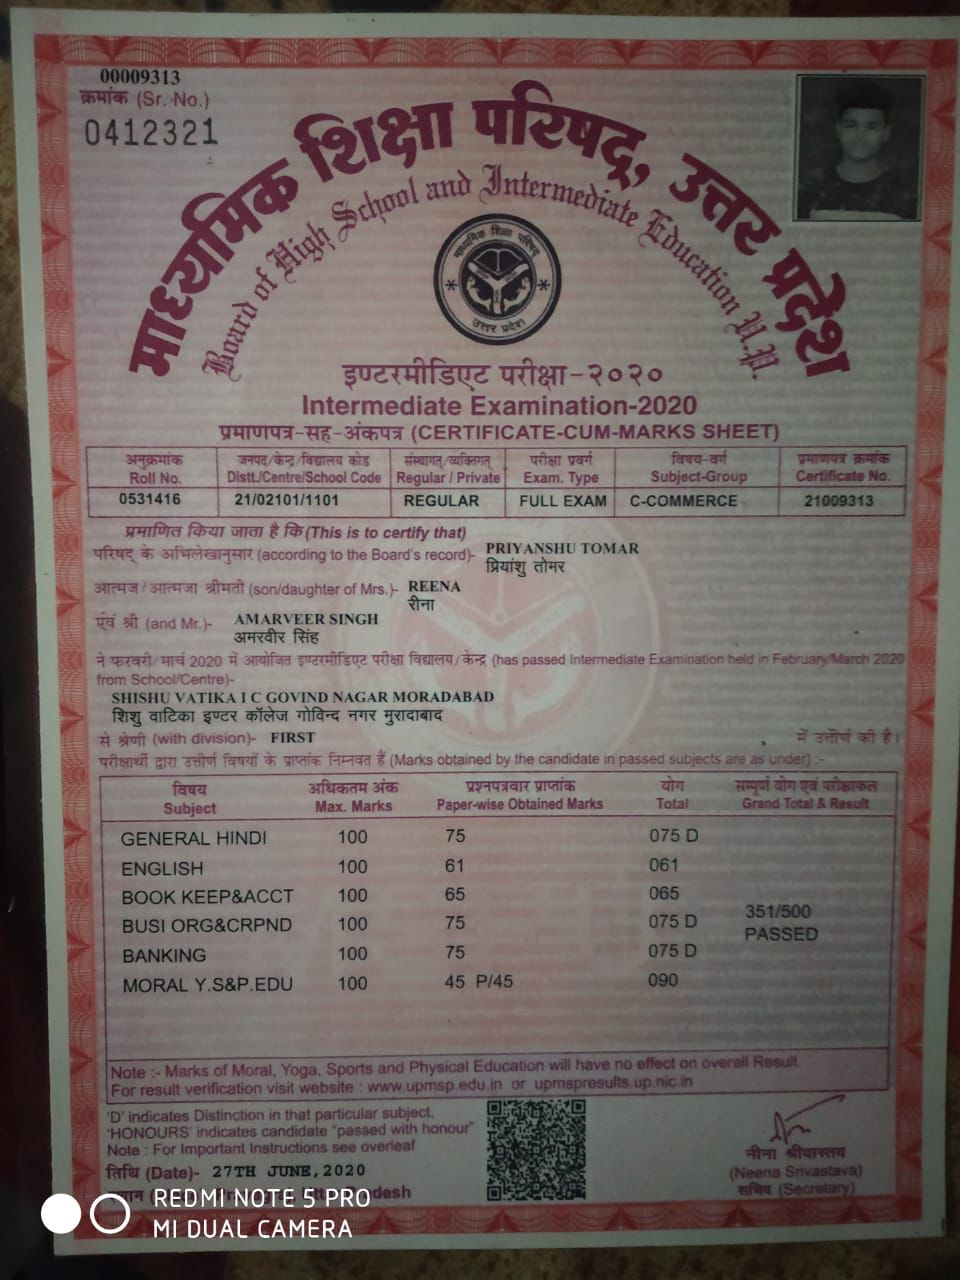 00009313
क्रमांक (Sr. No.)
0412321
माध्यमिक शिक्षा परिषद्, उत्तर प्रदेश
Board of High School and Intermediate Education U.P.
माध्यमिक शिक्षा परिषद्
उत्तर प्रदेश
इण्टरमीडिएट परीक्षा-२०२०
Intermediate Examination-2020
प्रमाणपत्र-सह-अंकपत्र (CERTIFICATE-CUM-MARKS SHEET)
अनुक्रमांक जनपद/केन्द्र/विद्यालय कोड संस्थागत/व्यक्तिगत परीक्षा प्रवर्ग विषय-वर्ग प्रमाणपत्र क्रमांक
Roll No. Distt./Centre/School Code Regular / Private Exam. Type Subject-Group Certificate No.
0531416 21/02101/1101 REGULAR FULL EXAM C-COMMERCE 21009313
प्रमाणित किया जाता है कि (This is to certify that)
परिषद् के अभिलेखानुसार (according to the Board's record)- PRIYANSHU TOMAR
प्रियांशु तोमर
आत्मज/आत्मजा श्रीमती (son/daughter of Mrs.)- REENA
रीना
एवं श्री (and Mr.)- AMARVEER SINGH
अमरवीर सिंह
ने फरवरी/मार्च 2020 में आयोजित इण्टरमीडिएट परीक्षा विद्यालय/केन्द्र (has passed Intermediate Examination held in February/March 2020
from School/Centre)-
SHISHU VATIKA I C GOVIND NAGAR MORADABAD
शिशु वाटिका इण्टर कॉलेज गोविन्द नगर मुरादाबाद
से श्रेणी (with division)- FIRST में उत्तीर्ण की है।
परीक्षार्थी द्वारा उत्तीर्ण विषयों के प्राप्तांक निम्नवत हैं (Marks obtained by the candidate in passed subjects are as under) :-
विषय अधिकतम अंक प्रश्नपत्रवार प्राप्तांक योग सम्पूर्ण योग एवं परीक्षाफल
Subject Max. Marks Paper-wise Obtained Marks Total Grand Total & Result
GENERAL HINDI 100 75 075 D
ENGLISH 100 61 061
BOOK KEEP&ACCT 100 65 065
351/500
BUSI ORG&CRPND 100 75 075 D
PASSED
BANKING 100 75 075 D
MORAL Y.S&P.EDU 100 45 P/45 090
Note :- Marks of Moral, Yoga, Sports and Physical Education will have no effect on overall Result.
For result verification visit website : www.upmsp.edu.in or upmspresults.up.nic.in
'D' indicates Distinction in that particular subject,
'HONOURS' indicates candidate "passed with honour"
Note : For Important Instructions see overleaf
तिथि (Date)- 27TH JUNE,2020
नीना श्रीवास्तव
(Neena Srivastava)
सचिव (Secretary)
REDMI NOTE 5 PRO
MI DUAL CAMERA